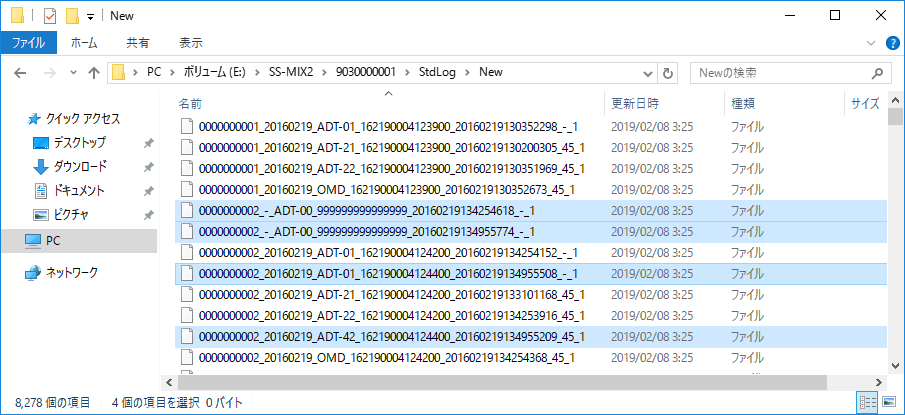 New
ファイル ホーム 共有 表示
PC ボリューム (E:) SS-MIX2 9030000001 StdLog New Newの検索
名前 更新日時 種類 サイズ
クイック アクセス
デスクトップ
ダウンロード
ドキュメント
ピクチャ
PC
ネットワーク
0000000001_20160219_ADT-01_162190004123900_20160219130352298_-_1 2019/02/08 3:25 ファイル
0000000001_20160219_ADT-21_162190004123900_20160219130200305_45_1 2019/02/08 3:25 ファイル
0000000001_20160219_ADT-22_162190004123900_20160219130351969_45_1 2019/02/08 3:25 ファイル
0000000001_20160219_OMD_162190004123900_20160219130352673_45_1 2019/02/08 3:25 ファイル
0000000002_-_ADT-00_999999999999999_20160219134254618_-_1 2019/02/08 3:25 ファイル
0000000002_-_ADT-00_999999999999999_20160219134955774_-_1 2019/02/08 3:25 ファイル
0000000002_20160219_ADT-01_162190004124200_20160219134254152_-_1 2019/02/08 3:25 ファイル
0000000002_20160219_ADT-01_162190004124400_20160219134955508_-_1 2019/02/08 3:25 ファイル
0000000002_20160219_ADT-21_162190004124200_20160219133101168_45_1 2019/02/08 3:25 ファイル
0000000002_20160219_ADT-22_162190004124200_20160219134253916_45_1 2019/02/08 3:25 ファイル
0000000002_20160219_ADT-42_162190004124400_20160219134955209_45_1 2019/02/08 3:25 ファイル
0000000002_20160219_OMD_162190004124200_20160219134254368_45_1 2019/02/08 3:25 ファイル
8,278 個の項目 4 個の項目を選択 0 バイト